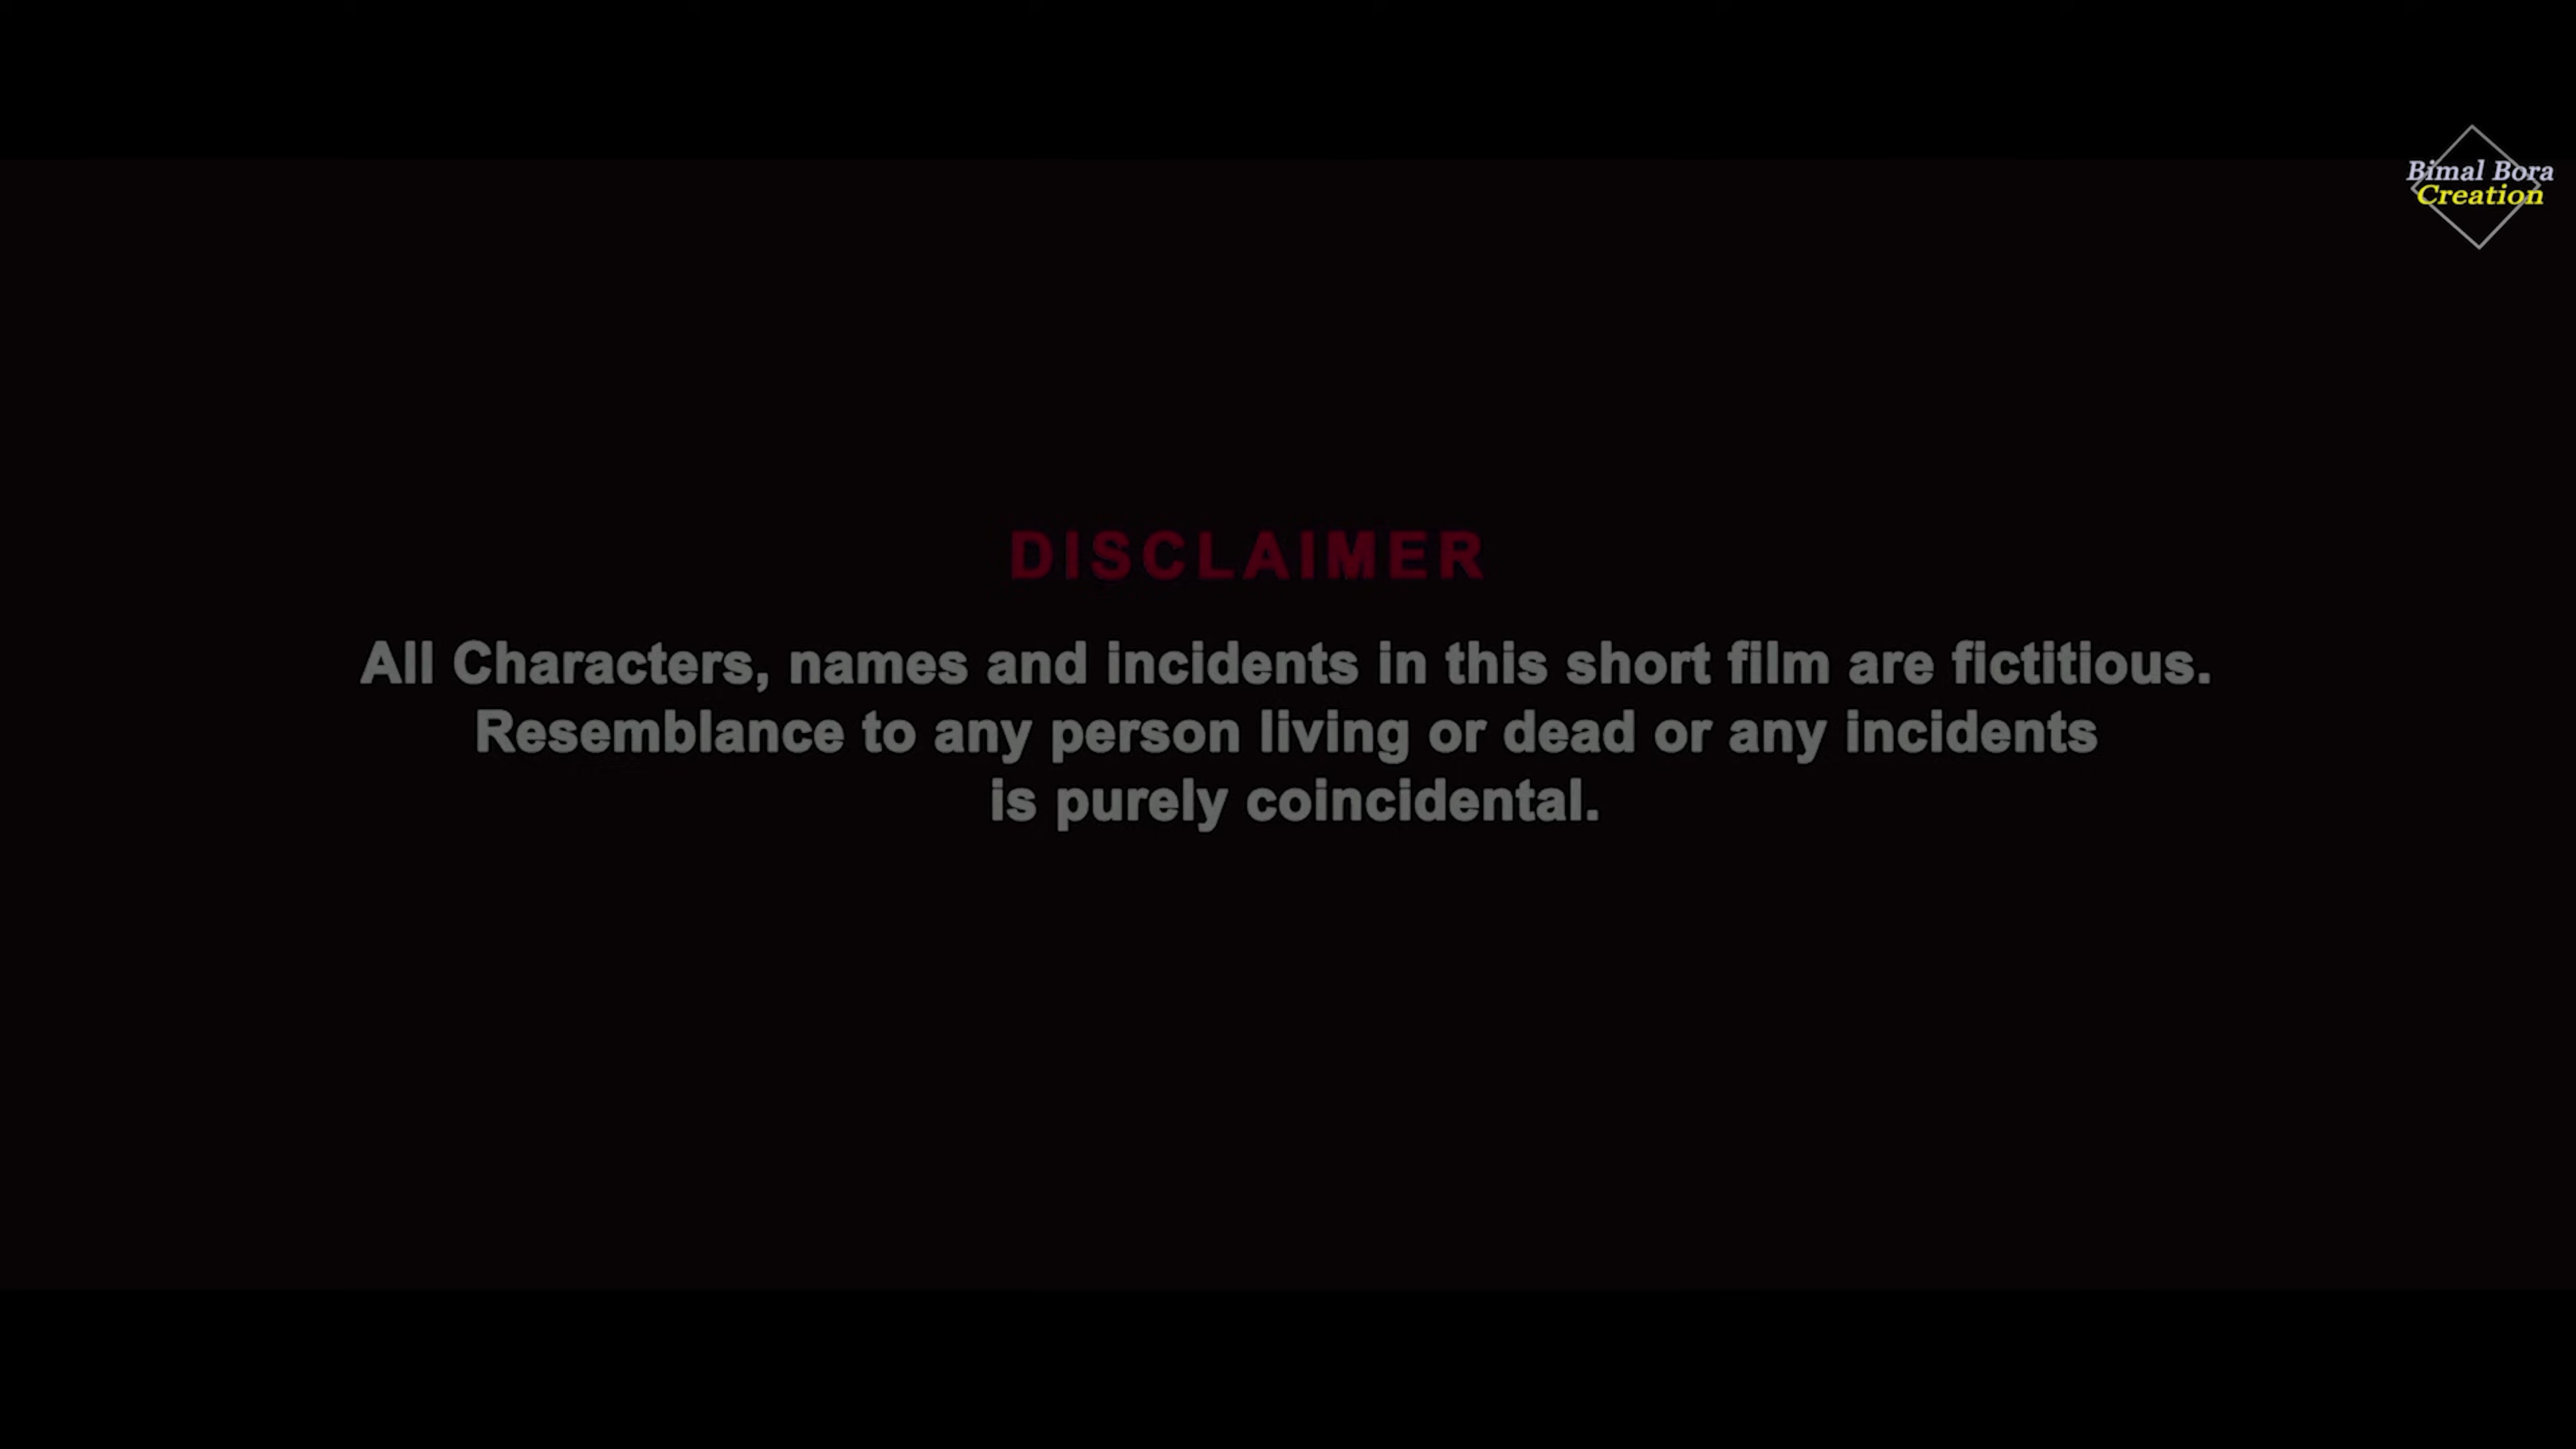 Bimal Bora
Creation
DISCLAIMER
All Characters, names and incidents in this short film are fictitious.
Resemblance to any person living or dead or any incidents
is purely coincidental.